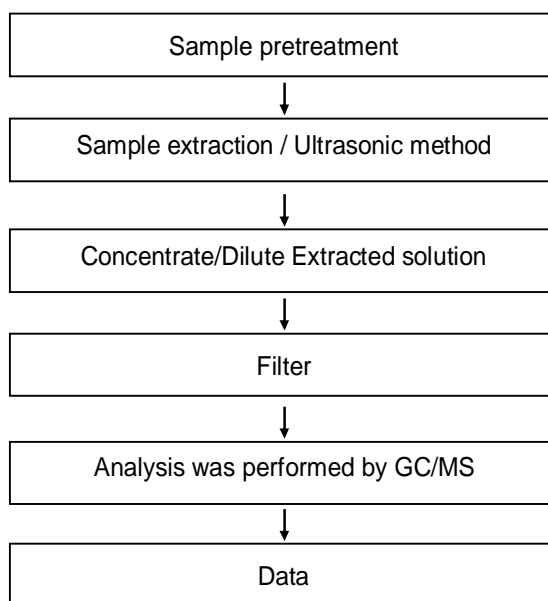 Sample pretreatment
Sample extraction / Ultrasonic method
Concentrate/Dilute Extracted solution
Filter
Analysis was performed by GC/MS
Data